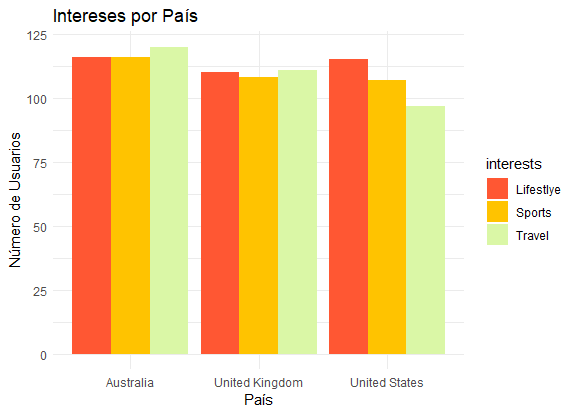 Intereses por País
125
100
75
50
25
0
Número de Usuarios
Australia
United Kingdom
United States
País
interests
Lifestlye
Sports
Travel